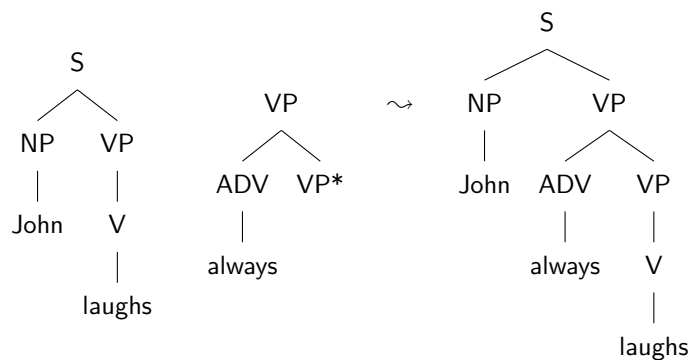 S
NP VP
John V
laughs
VP
ADV VP*
always
⇝
S
NP VP
John ADV VP
always V
laughs